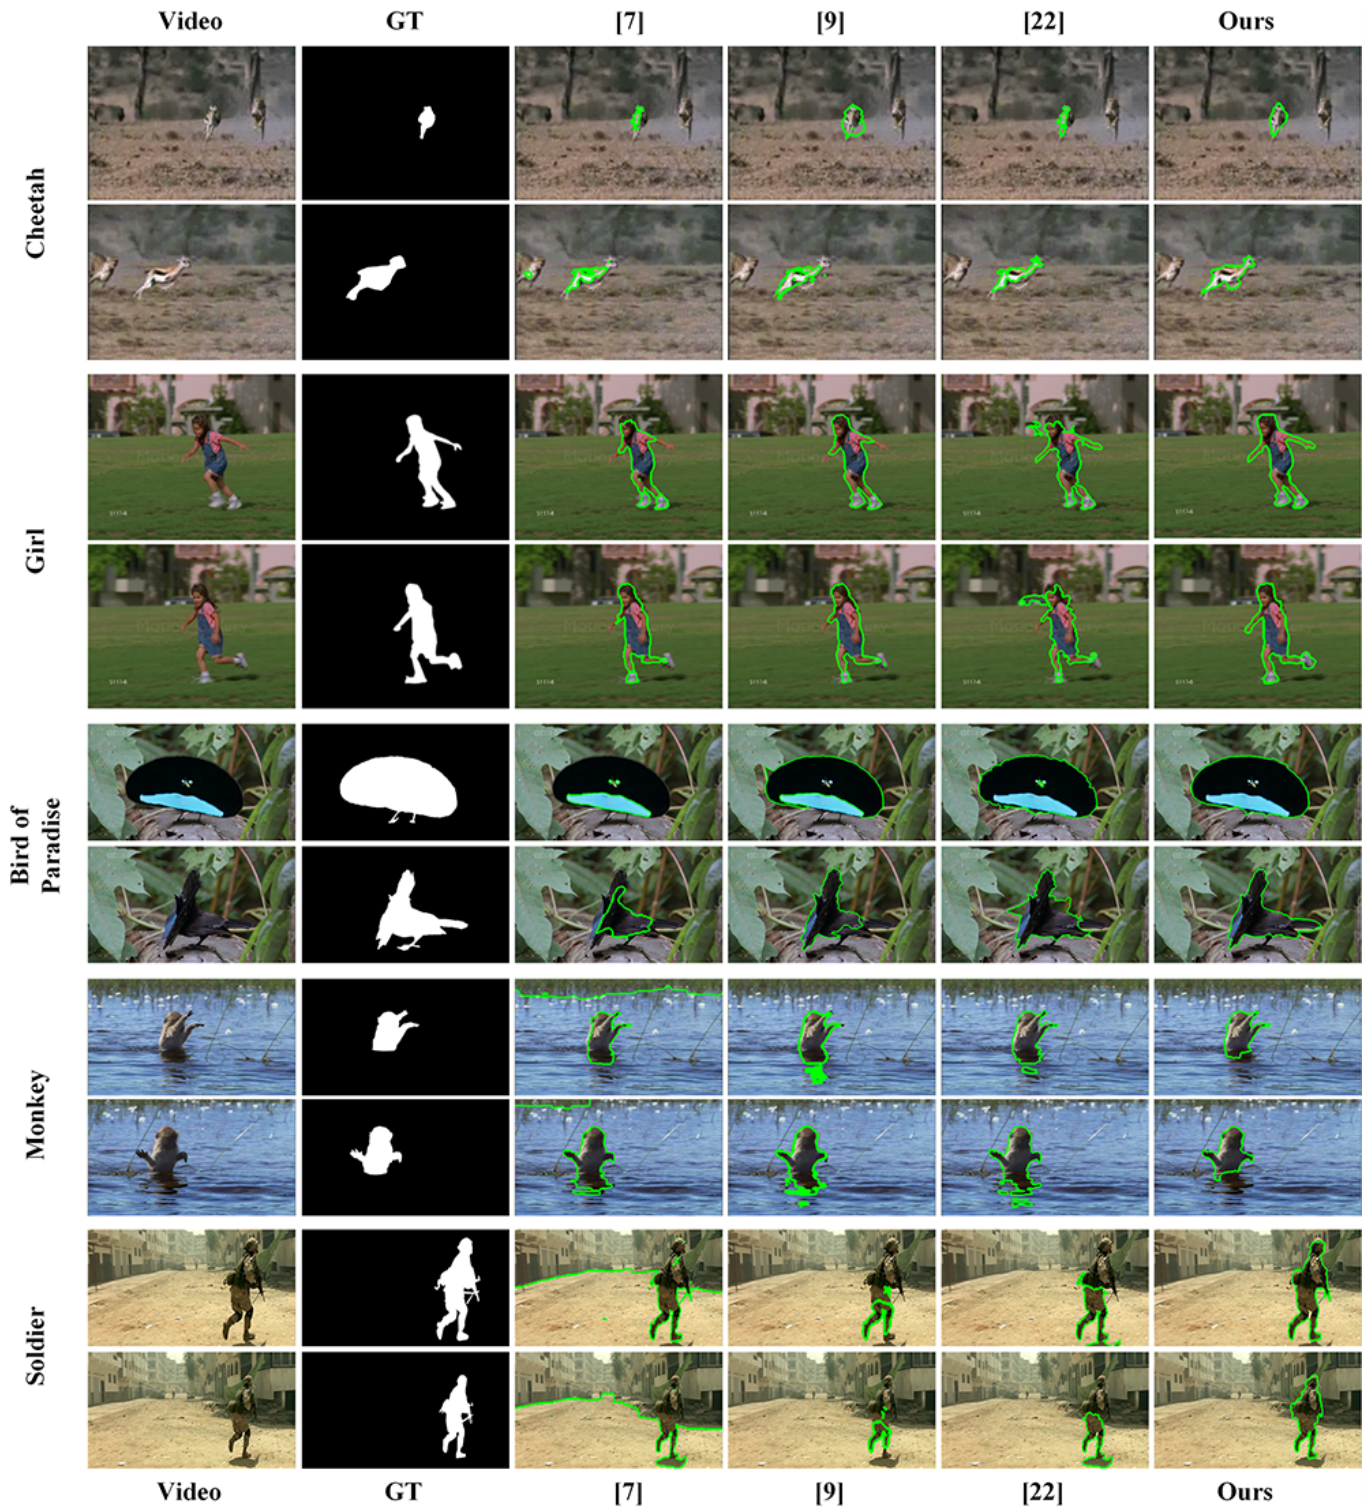 Video GT [7] [9] [22] Ours
Cheetah
Girl
Bird of
Paradise
Monkey
Soldier
Video GT [7] [9] [22] Ours